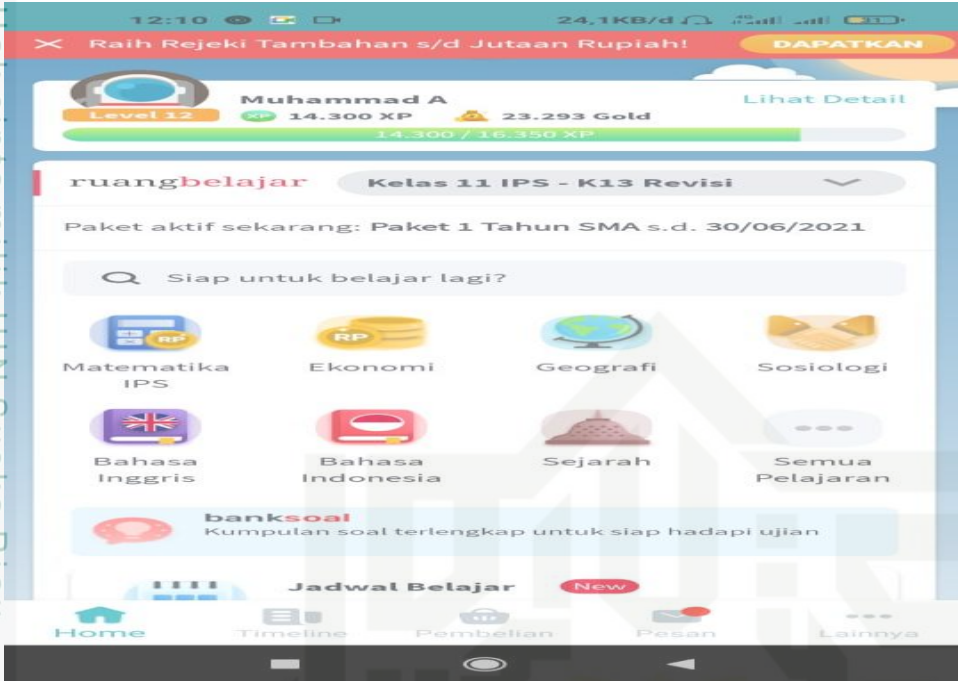 12:10 24,1KB/d 4G 31
× Raih Rejeki Tambahan s/d Jutaan Rupiah! DAPATKAN
Muhammad A Lihat Detail
Level 12 XP 14.300 XP 23.293 Gold
14.300 / 16.350 XP
ruangbelajar Kelas 11 IPS - K13 Revisi
Paket aktif sekarang: Paket 1 Tahun SMA s.d. 30/06/2021
Siap untuk belajar lagi?
RP RP
Matematika IPS Ekonomi Geografi Sosiologi
Bahasa Inggris Bahasa Indonesia Sejarah Semua Pelajaran
banksoal
Kumpulan soal terlengkap untuk siap hadapi ujian
Jadwal Belajar New
Home Timeline Pembelian Pesan Lainnya